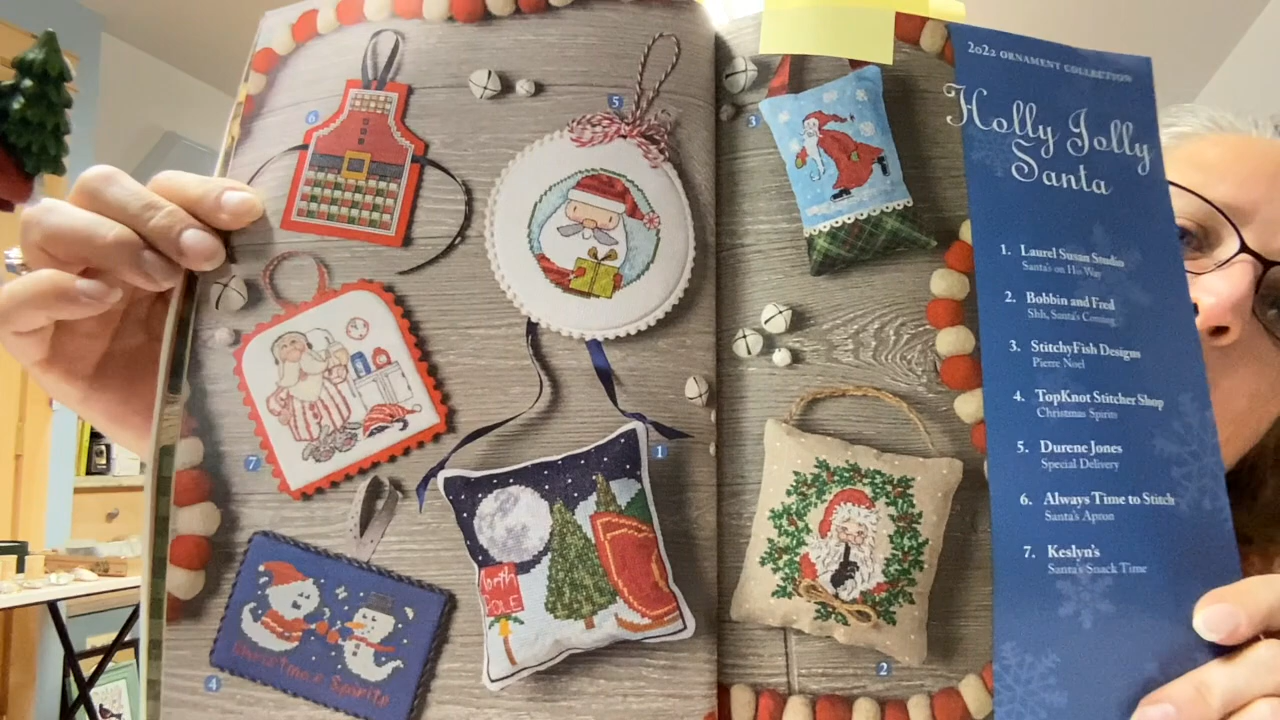 6
5
7
1
North
POLE
4
Christmas Spirits
3
2
2022 ORNAMENT COLLECTION
Holly Jolly
Santa
1. Laurel Susan Studio
Santa's on His Way
2. Bobbin and Fred
Shh, Santa's Coming
3. StitchyFish Designs
Pierre Noel
4. TopKnot Stitcher Shop
Christmas Spirits
5. Durene Jones
Special Delivery
6. Always Time to Stitch
Santa's Apron
7. Keslyn's
Santa's Snack Time